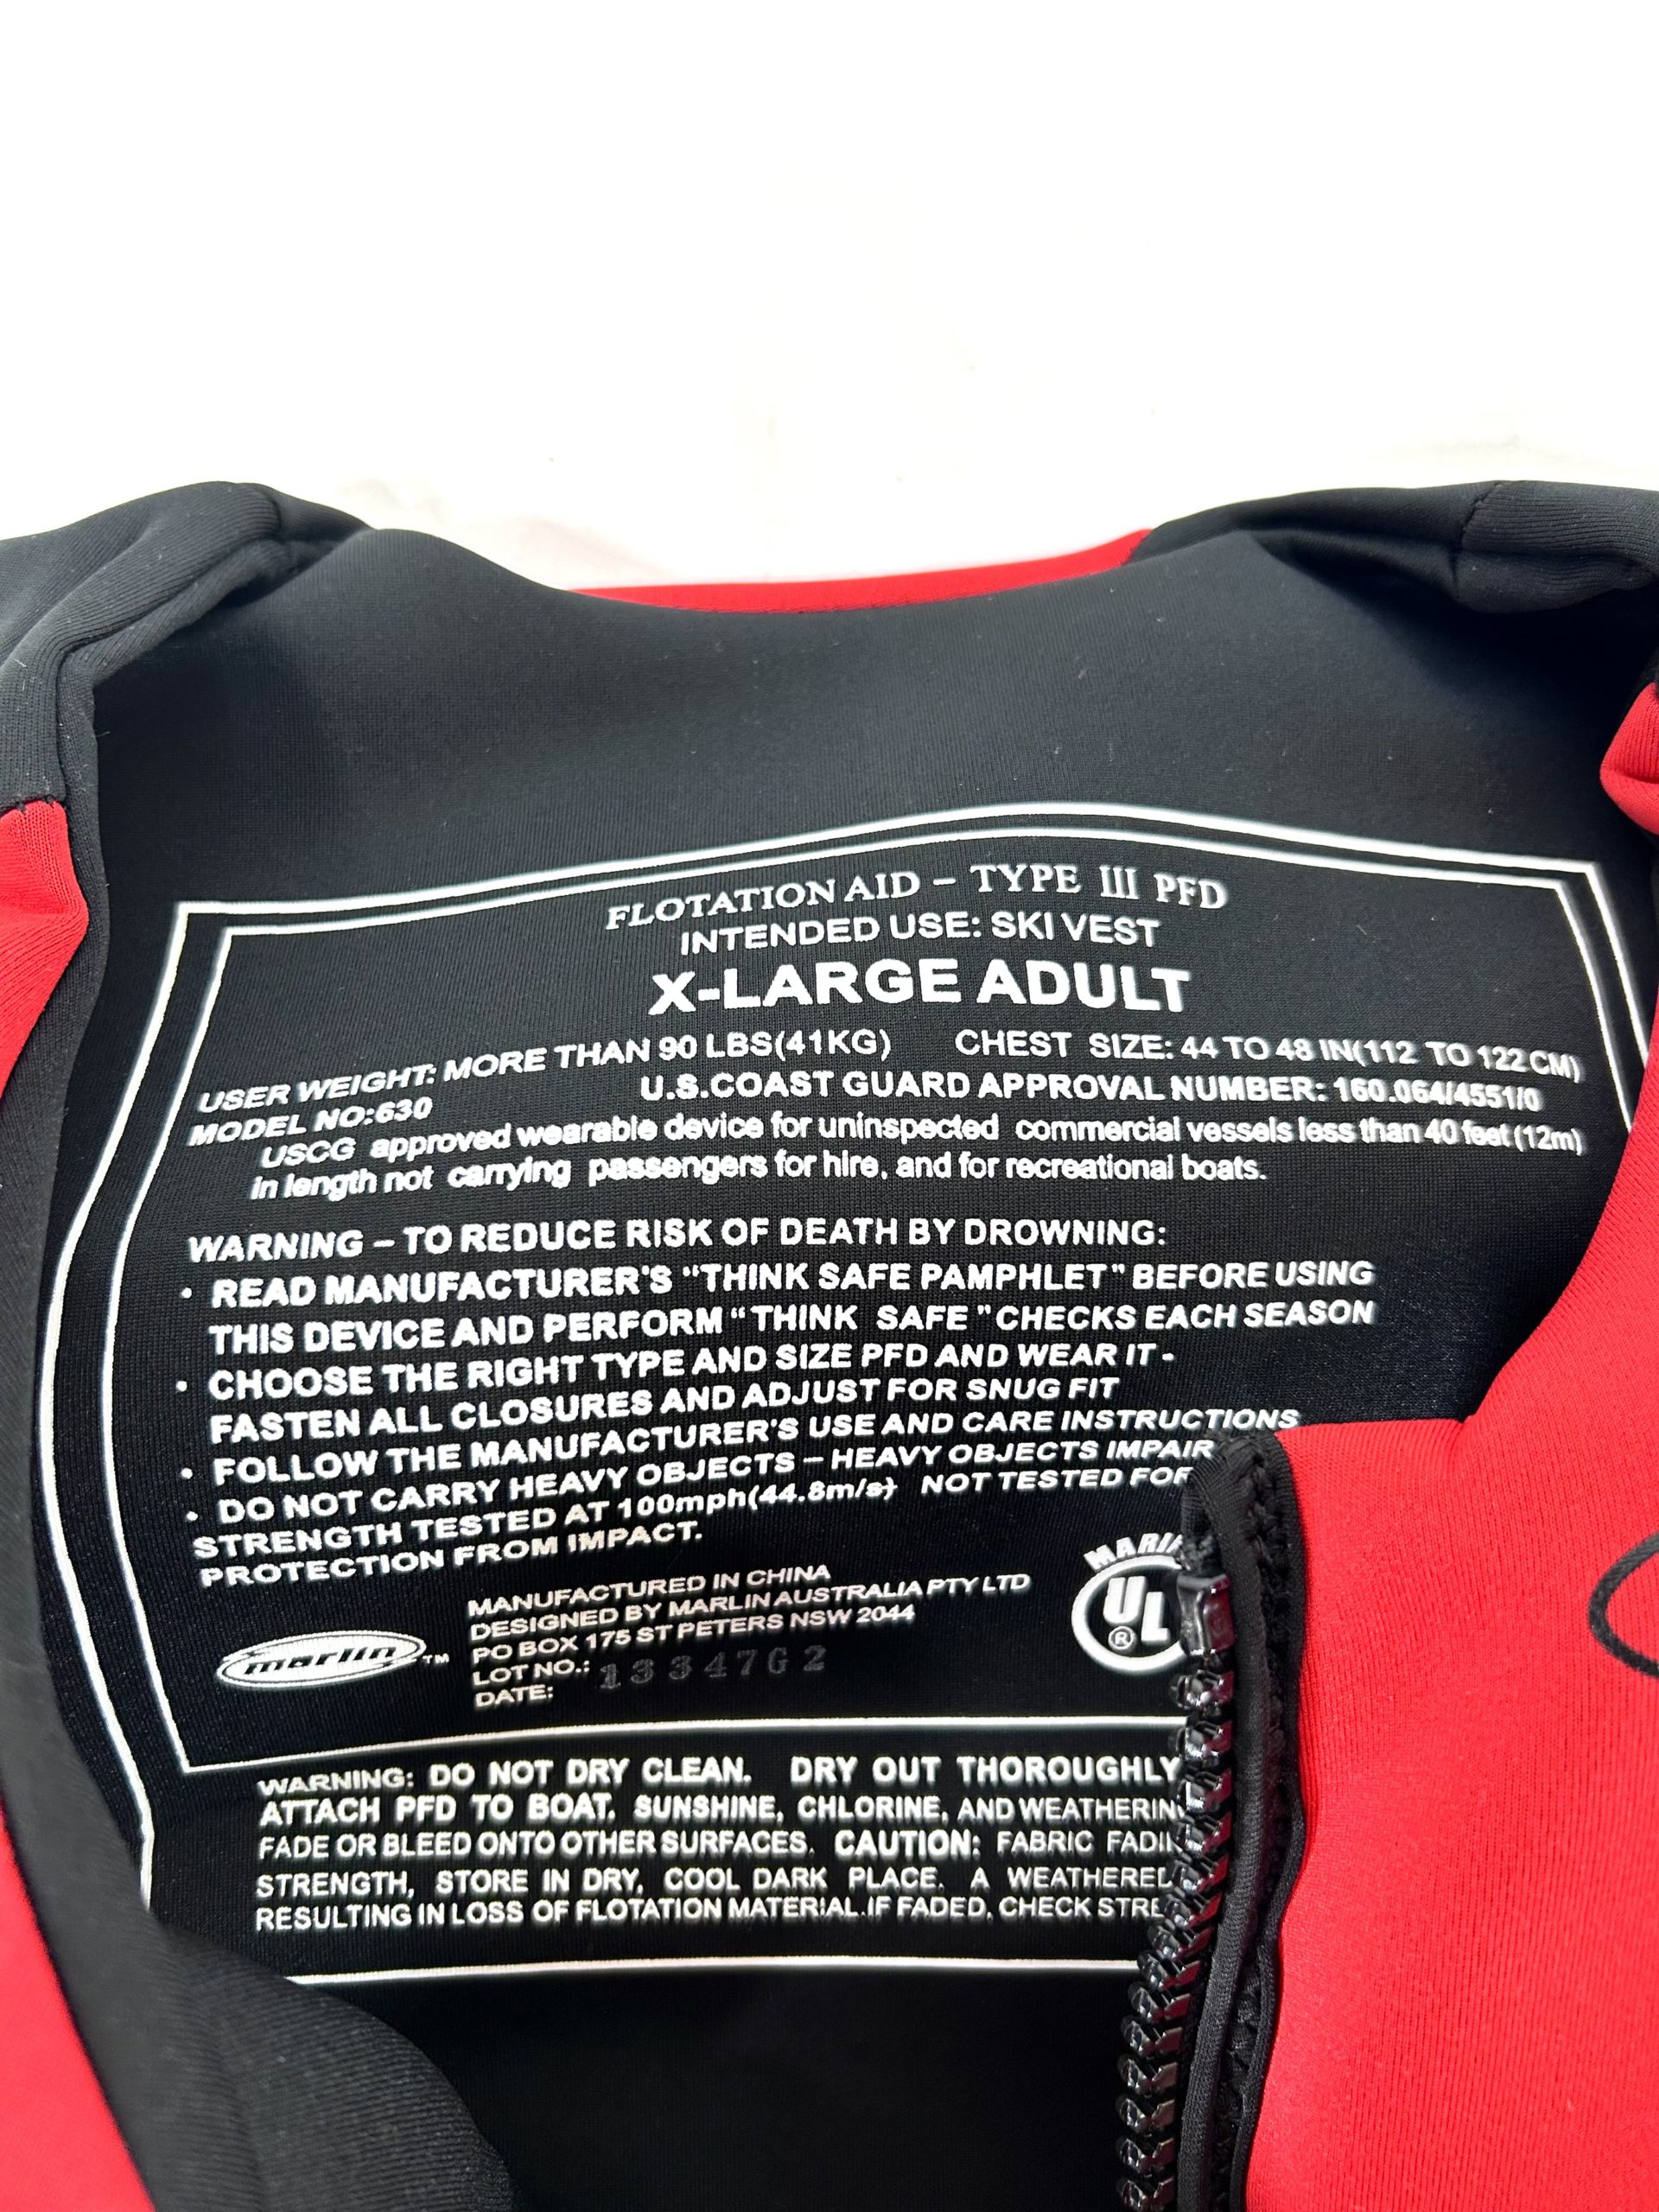 FLOTATION AID – TYPE III PFD
INTENDED USE: SKI VEST
X-LARGE ADULT
USER WEIGHT: MORE THAN 90 LBS(41KG) CHEST SIZE: 44 TO 48 IN(112 TO 122 CM)
MODEL NO:630 U.S.COAST GUARD APPROVAL NUMBER: 160.064/4551/0
USCG approved wearable device for uninspected commercial vessels less than 40 feet (12m)
in length not carrying passengers for hire, and for recreational boats.
WARNING – TO REDUCE RISK OF DEATH BY DROWNING:
• READ MANUFACTURER'S "THINK SAFE PAMPHLET" BEFORE USING
THIS DEVICE AND PERFORM "THINK SAFE" CHECKS EACH SEASON
• CHOOSE THE RIGHT TYPE AND SIZE PFD AND WEAR IT -
FASTEN ALL CLOSURES AND ADJUST FOR SNUG FIT
• FOLLOW THE MANUFACTURER'S USE AND CARE INSTRUCTIONS
• DO NOT CARRY HEAVY OBJECTS – HEAVY OBJECTS IMPAIR
STRENGTH TESTED AT 100mph(44.8m/s) NOT TESTED FOR
PROTECTION FROM IMPACT.
MANUFACTURED IN CHINA
DESIGNED BY MARLIN AUSTRALIA PTY LTD
PO BOX 175 ST PETERS NSW 2044
LOT NO.: 13347G2
DATE:
marlin TM
UL ®
WARNING: DO NOT DRY CLEAN. DRY OUT THOROUGHLY
ATTACH PFD TO BOAT. SUNSHINE, CHLORINE, AND WEATHERIN
FADE OR BLEED ONTO OTHER SURFACES. CAUTION: FABRIC FADI
STRENGTH, STORE IN DRY, COOL DARK PLACE. A WEATHERED
RESULTING IN LOSS OF FLOTATION MATERIAL.IF FADED, CHECK STRE